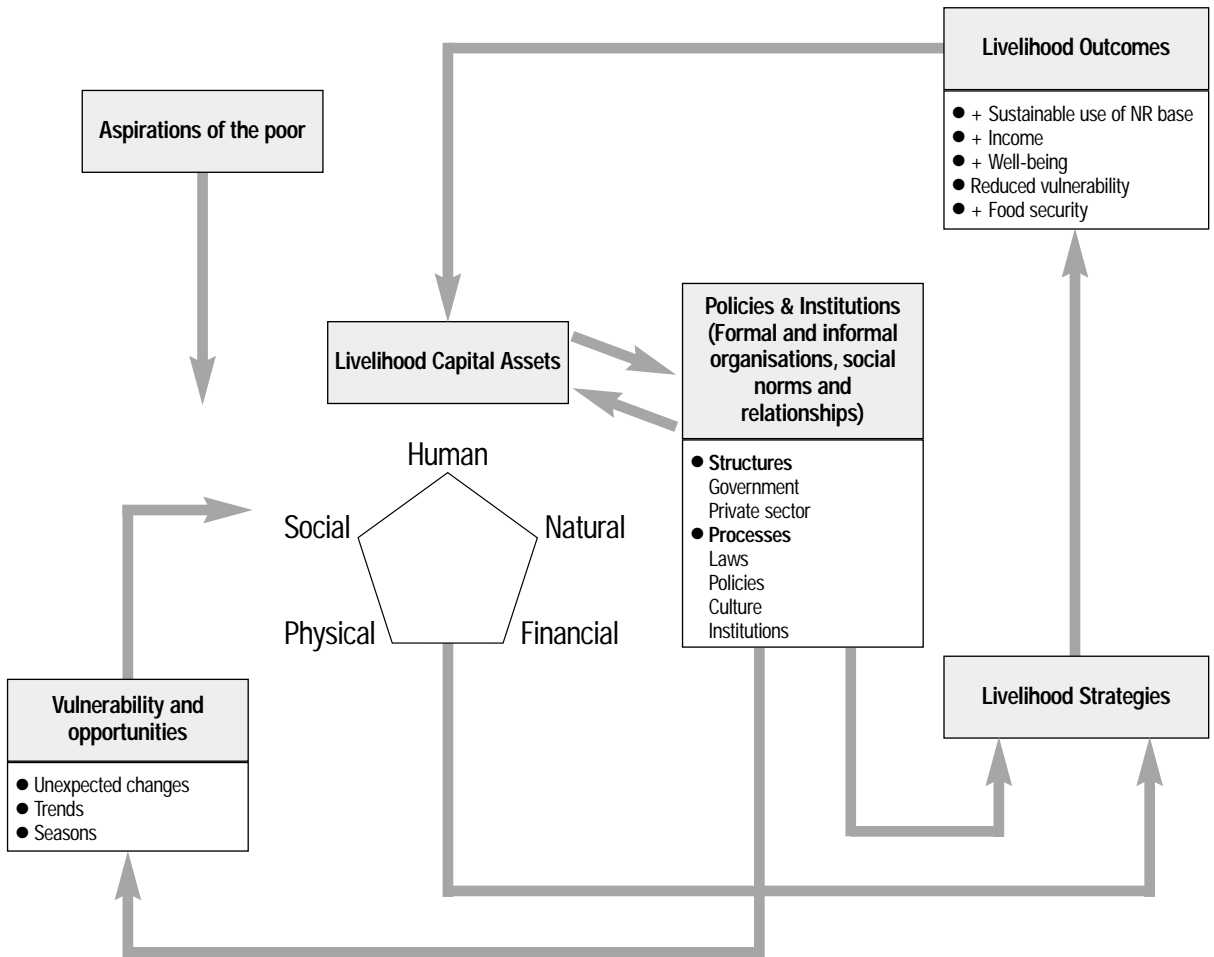 Livelihood Outcomes
● + Sustainable use of NR base
● + Income
● + Well-being
● Reduced vulnerability
● + Food security
Aspirations of the poor
Livelihood Capital Assets
Policies & Institutions
(Formal and informal
organisations, social
norms and
relationships)
● Structures
Government
Private sector
● Processes
Laws
Policies
Culture
Institutions
Human
Social
Natural
Physical
Financial
Vulnerability and
opportunities
● Unexpected changes
● Trends
● Seasons
Livelihood Strategies